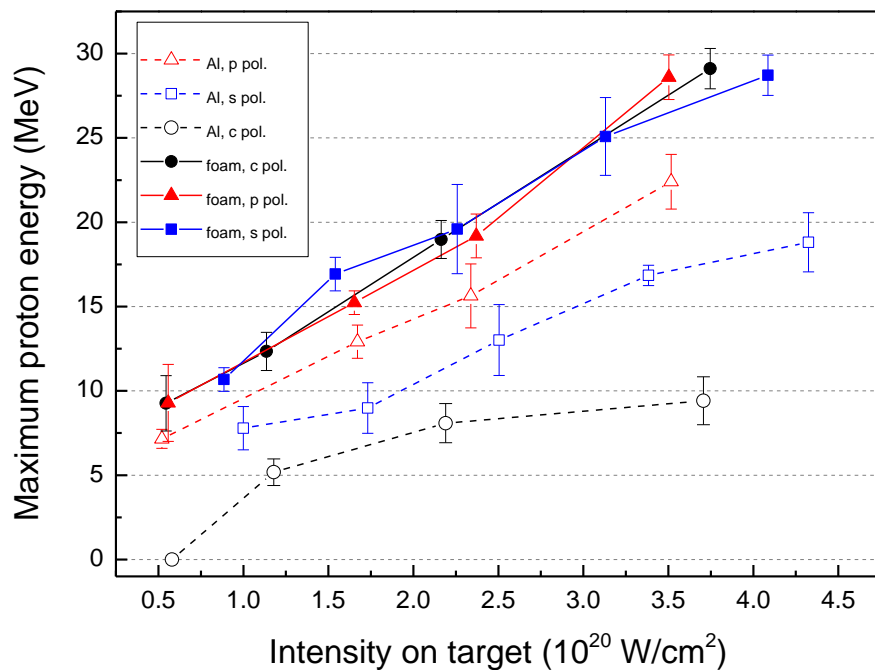 Maximum proton energy (MeV)
30
25
20
15
10
5
0
Al, p pol.
Al, s pol.
Al, c pol.
foam, c pol.
foam, p pol.
foam, s pol.
0.5 1.0 1.5 2.0 2.5 3.0 3.5 4.0 4.5
Intensity on target (10²⁰ W/cm²)